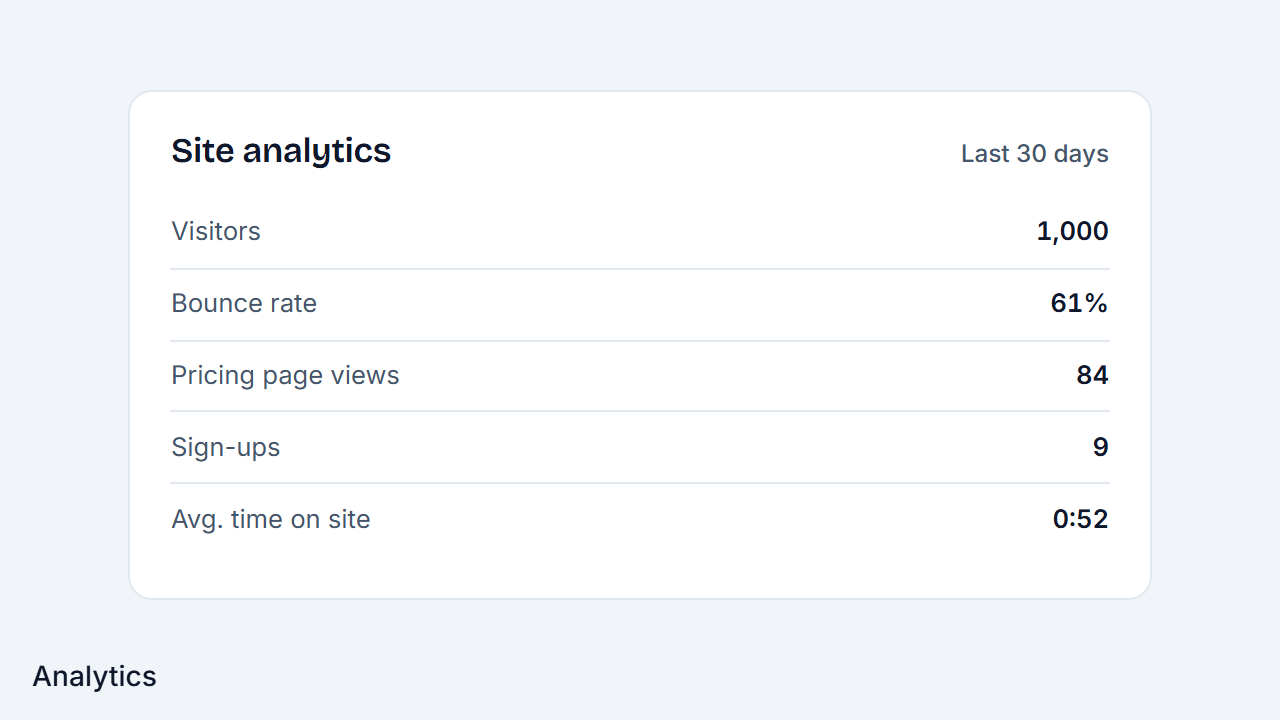 Site analytics
Last 30 days
Visitors 1,000
Bounce rate 61%
Pricing page views 84
Sign-ups 9
Avg. time on site 0:52
Analytics